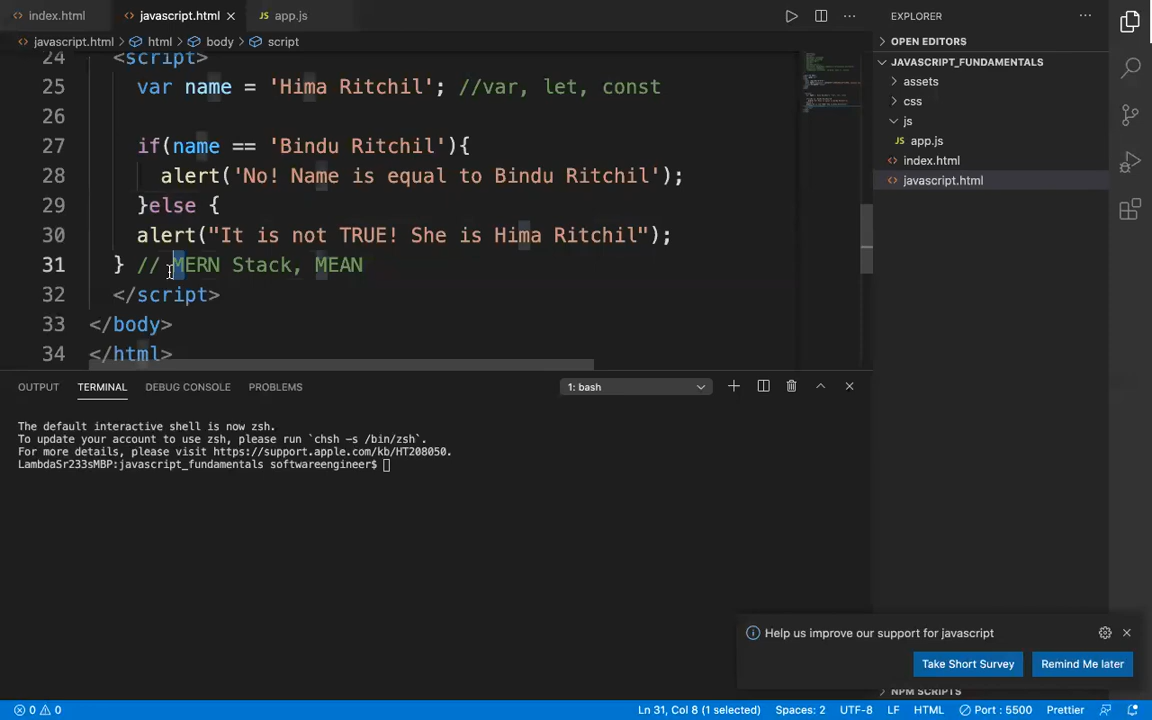 index.html
javascript.html
app.js
EXPLORER
javascript.html > html > body > script
OPEN EDITORS
JAVASCRIPT_FUNDAMENTALS
assets
css
js
app.js
index.html
javascript.html
24 <script>
25 var name = 'Hima Ritchil'; //var, let, const
26
27 if(name == 'Bindu Ritchil'){
28 alert('No! Name is equal to Bindu Ritchil');
29 }else {
30 alert("It is not TRUE! She is Hima Ritchil");
31 } // MERN Stack, MEAN
32 </script>
33 </body>
34 </html>
OUTPUT TERMINAL DEBUG CONSOLE PROBLEMS
1: bash
The default interactive shell is now zsh.
To update your account to use zsh, please run `chsh -s /bin/zsh`.
For more details, please visit https://support.apple.com/kb/HT208050.
LambdaSr233sMBP:javascript_fundamentals softwareengineer$
Help us improve our support for javascript
Take Short Survey
Remind Me later
NPM SCRIPTS
0 0
Ln 31, Col 8 (1 selected)
Spaces: 2
UTF-8
LF
HTML
Port : 5500
Prettier